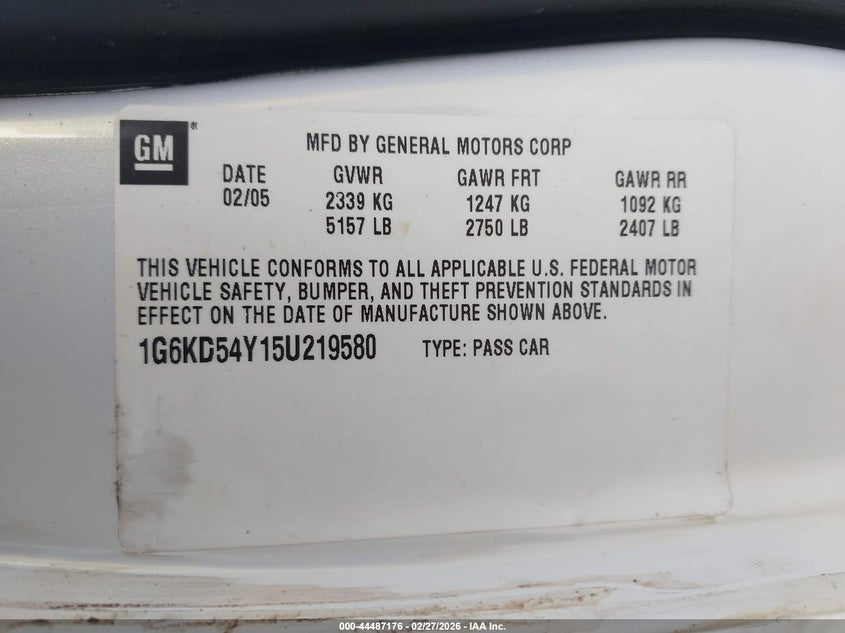 GM®
MFD BY GENERAL MOTORS CORP
DATE GVWR GAWR FRT GAWR RR
02/05 2339 KG 1247 KG 1092 KG
5157 LB 2750 LB 2407 LB
THIS VEHICLE CONFORMS TO ALL APPLICABLE U.S. FEDERAL MOTOR
VEHICLE SAFETY, BUMPER, AND THEFT PREVENTION STANDARDS IN
EFFECT ON THE DATE OF MANUFACTURE SHOWN ABOVE.
1G6KD54Y15U219580 TYPE: PASS CAR
000-44487176 - 02/27/2026 - IAA Inc.